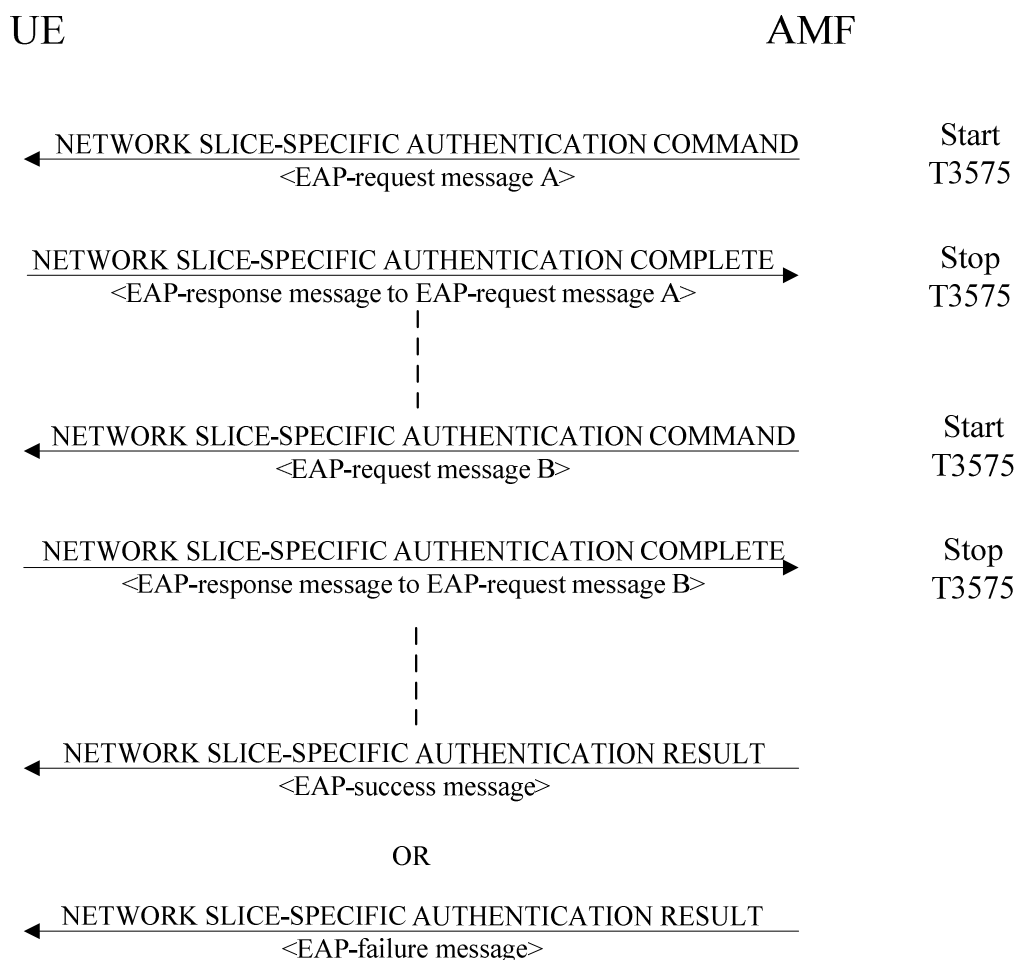 UE
AMF
NETWORK SLICE-SPECIFIC AUTHENTICATION COMMAND
<EAP-request message A>
Start
T3575
NETWORK SLICE-SPECIFIC AUTHENTICATION COMPLETE
<EAP-response message to EAP-request message A>
Stop
T3575
NETWORK SLICE-SPECIFIC AUTHENTICATION COMMAND
<EAP-request message B>
Start
T3575
NETWORK SLICE-SPECIFIC AUTHENTICATION COMPLETE
<EAP-response message to EAP-request message B>
Stop
T3575
NETWORK SLICE-SPECIFIC AUTHENTICATION RESULT
<EAP-success message>
OR
NETWORK SLICE-SPECIFIC AUTHENTICATION RESULT
<EAP-failure message>